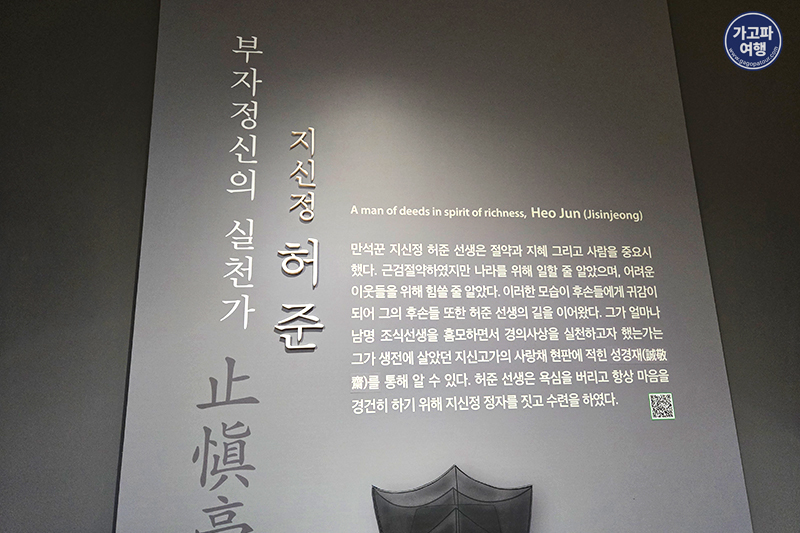 부자정신의 실천가
지신정 허준
止愼亭
A man of deeds in spirit of richness, Heo Jun (Jisinjeong)
만석꾼 지신정 허준 선생은 절약과 지혜 그리고 사람을 중요시
했다. 근검절약하였지만 나라를 위해 일할 줄 알았으며, 어려운
이웃들을 위해 힘쓸 줄 알았다. 이러한 모습이 후손들에게 귀감이
되어 그의 후손들 또한 허준 선생의 길을 이어왔다. 그가 얼마나
남명 조식선생을 흠모하면서 경의사상을 실천하고자 했는가는
그가 생전에 살았던 지신고가의 사랑채 현판에 적힌 성경재(誠敬
齋)를 통해 알 수 있다. 허준 선생은 욕심을 버리고 항상 마음을
경건히 하기 위해 지신정 정자를 짓고 수련을 하였다.
가고파
여행
www.gagopatour.com